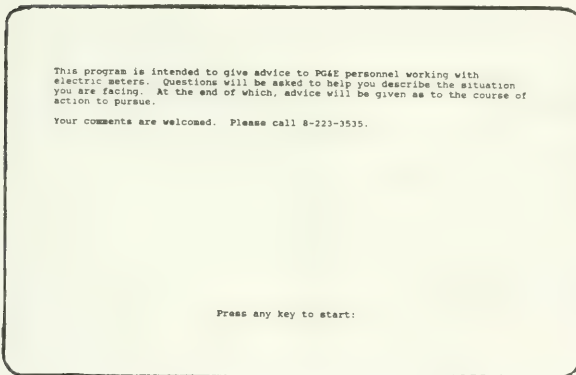 This program is intended to give advice to PG&E personnel working with
electric meters.  Questions will be asked to help you describe the situation
you are facing.  At the end of which, advice will be given as to the course of
action to pursue.
Your comments are welcomed.  Please call 8-223-3535.
Press any key to start: